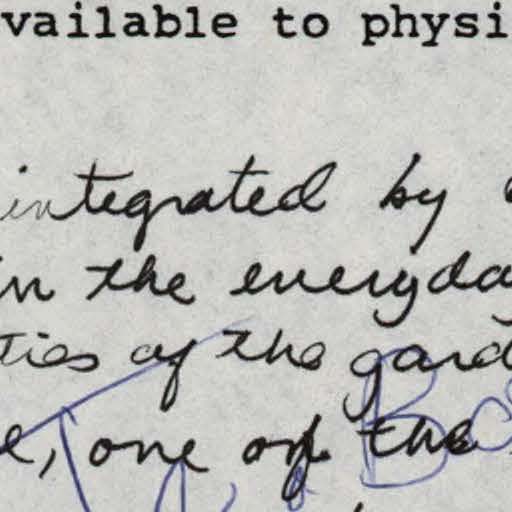 vailable to physi
integrated by
in the everyda
ties of the gard
e, one of the